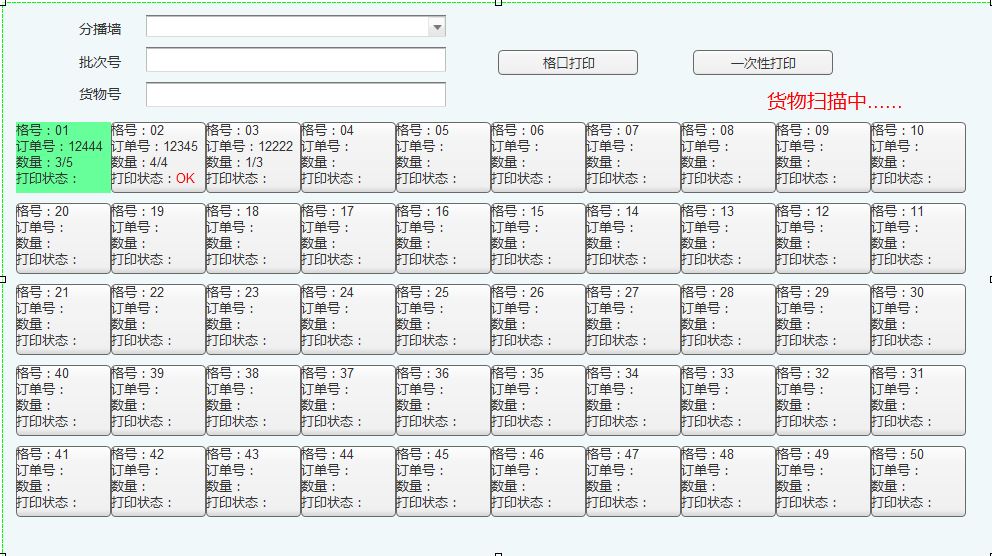 分播墙
批次号 格口打印 一次性打印
货物号 货物扫描中……
格号：01 格号：02 格号：03 格号：04 格号：05 格号：06 格号：07 格号：08 格号：09 格号：10
订单号：12444 订单号：12345 订单号：12222 订单号： 订单号： 订单号： 订单号： 订单号： 订单号： 订单号：
数量：3/5 数量：4/4 数量：1/3 数量： 数量： 数量： 数量： 数量： 数量： 数量：
打印状态： 打印状态：OK 打印状态： 打印状态： 打印状态： 打印状态： 打印状态： 打印状态： 打印状态： 打印状态：
格号：20 格号：19 格号：18 格号：17 格号：16 格号：15 格号：14 格号：13 格号：12 格号：11
订单号： 订单号： 订单号： 订单号： 订单号： 订单号： 订单号： 订单号： 订单号： 订单号：
数量： 数量： 数量： 数量： 数量： 数量： 数量： 数量： 数量： 数量：
打印状态： 打印状态： 打印状态： 打印状态： 打印状态： 打印状态： 打印状态： 打印状态： 打印状态： 打印状态：
格号：21 格号：22 格号：23 格号：24 格号：25 格号：26 格号：27 格号：28 格号：29 格号：30
订单号： 订单号： 订单号： 订单号： 订单号： 订单号： 订单号： 订单号： 订单号： 订单号：
数量： 数量： 数量： 数量： 数量： 数量： 数量： 数量： 数量： 数量：
打印状态： 打印状态： 打印状态： 打印状态： 打印状态： 打印状态： 打印状态： 打印状态： 打印状态： 打印状态：
格号：40 格号：39 格号：38 格号：37 格号：36 格号：35 格号：34 格号：33 格号：32 格号：31
订单号： 订单号： 订单号： 订单号： 订单号： 订单号： 订单号： 订单号： 订单号： 订单号：
数量： 数量： 数量： 数量： 数量： 数量： 数量： 数量： 数量： 数量：
打印状态： 打印状态： 打印状态： 打印状态： 打印状态： 打印状态： 打印状态： 打印状态： 打印状态： 打印状态：
格号：41 格号：42 格号：43 格号：44 格号：45 格号：46 格号：47 格号：48 格号：49 格号：50
订单号： 订单号： 订单号： 订单号： 订单号： 订单号： 订单号： 订单号： 订单号： 订单号：
数量： 数量： 数量： 数量： 数量： 数量： 数量： 数量： 数量： 数量：
打印状态： 打印状态： 打印状态： 打印状态： 打印状态： 打印状态： 打印状态： 打印状态： 打印状态： 打印状态：